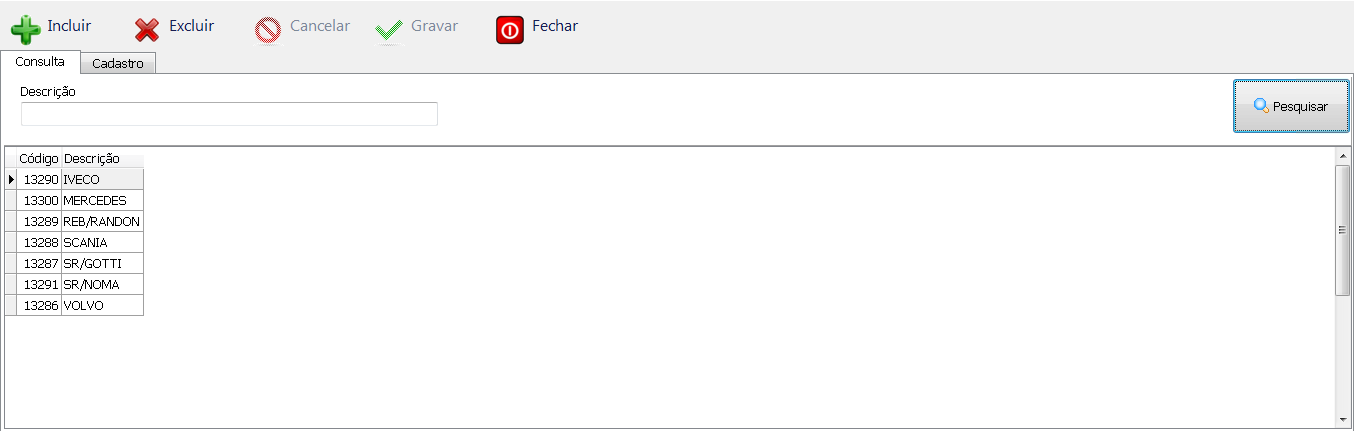 Incluir Excluir Cancelar Gravar Fechar
Consulta Cadastro
Descrição
Pesquisar
Código Descrição
13290 IVECO
13300 MERCEDES
13289 REB/RANDON
13288 SCANIA
13287 SR/GOTTI
13291 SR/NOMA
13286 VOLVO